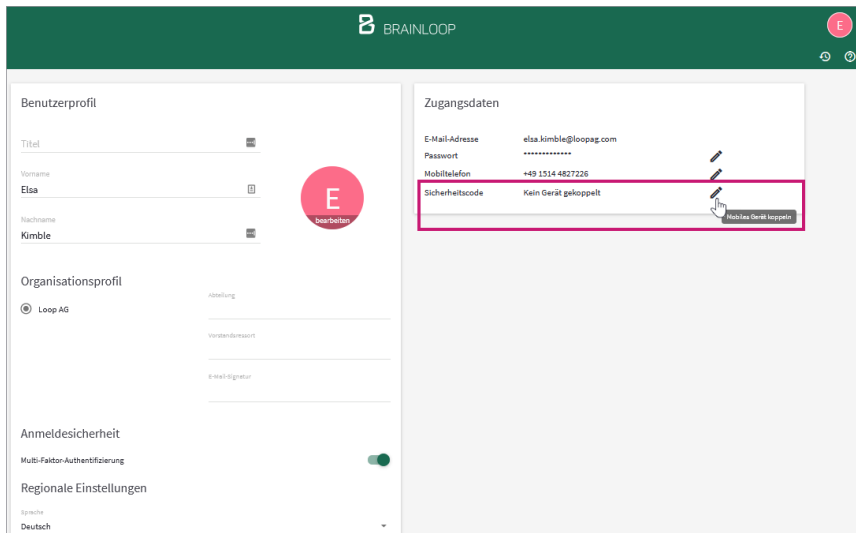 BRAINLOOP
E
Benutzerprofil
Titel
Vorname
Elsa
Nachname
Kimble
E
bearbeiten
Organisationsprofil
Loop AG
Abteilung
Vorstandsressort
E-Mail-Signatur
Anmeldesicherheit
Multi-Faktor-Authentifizierung
Regionale Einstellungen
Sprache
Deutsch
Zugangsdaten
E-Mail-Adresse elsa.kimble@loopag.com
Passwort •••••••••••••
Mobiltelefon +49 1514 4827226
Sicherheitscode Kein Gerät gekoppelt
Mobiles Gerät koppeln